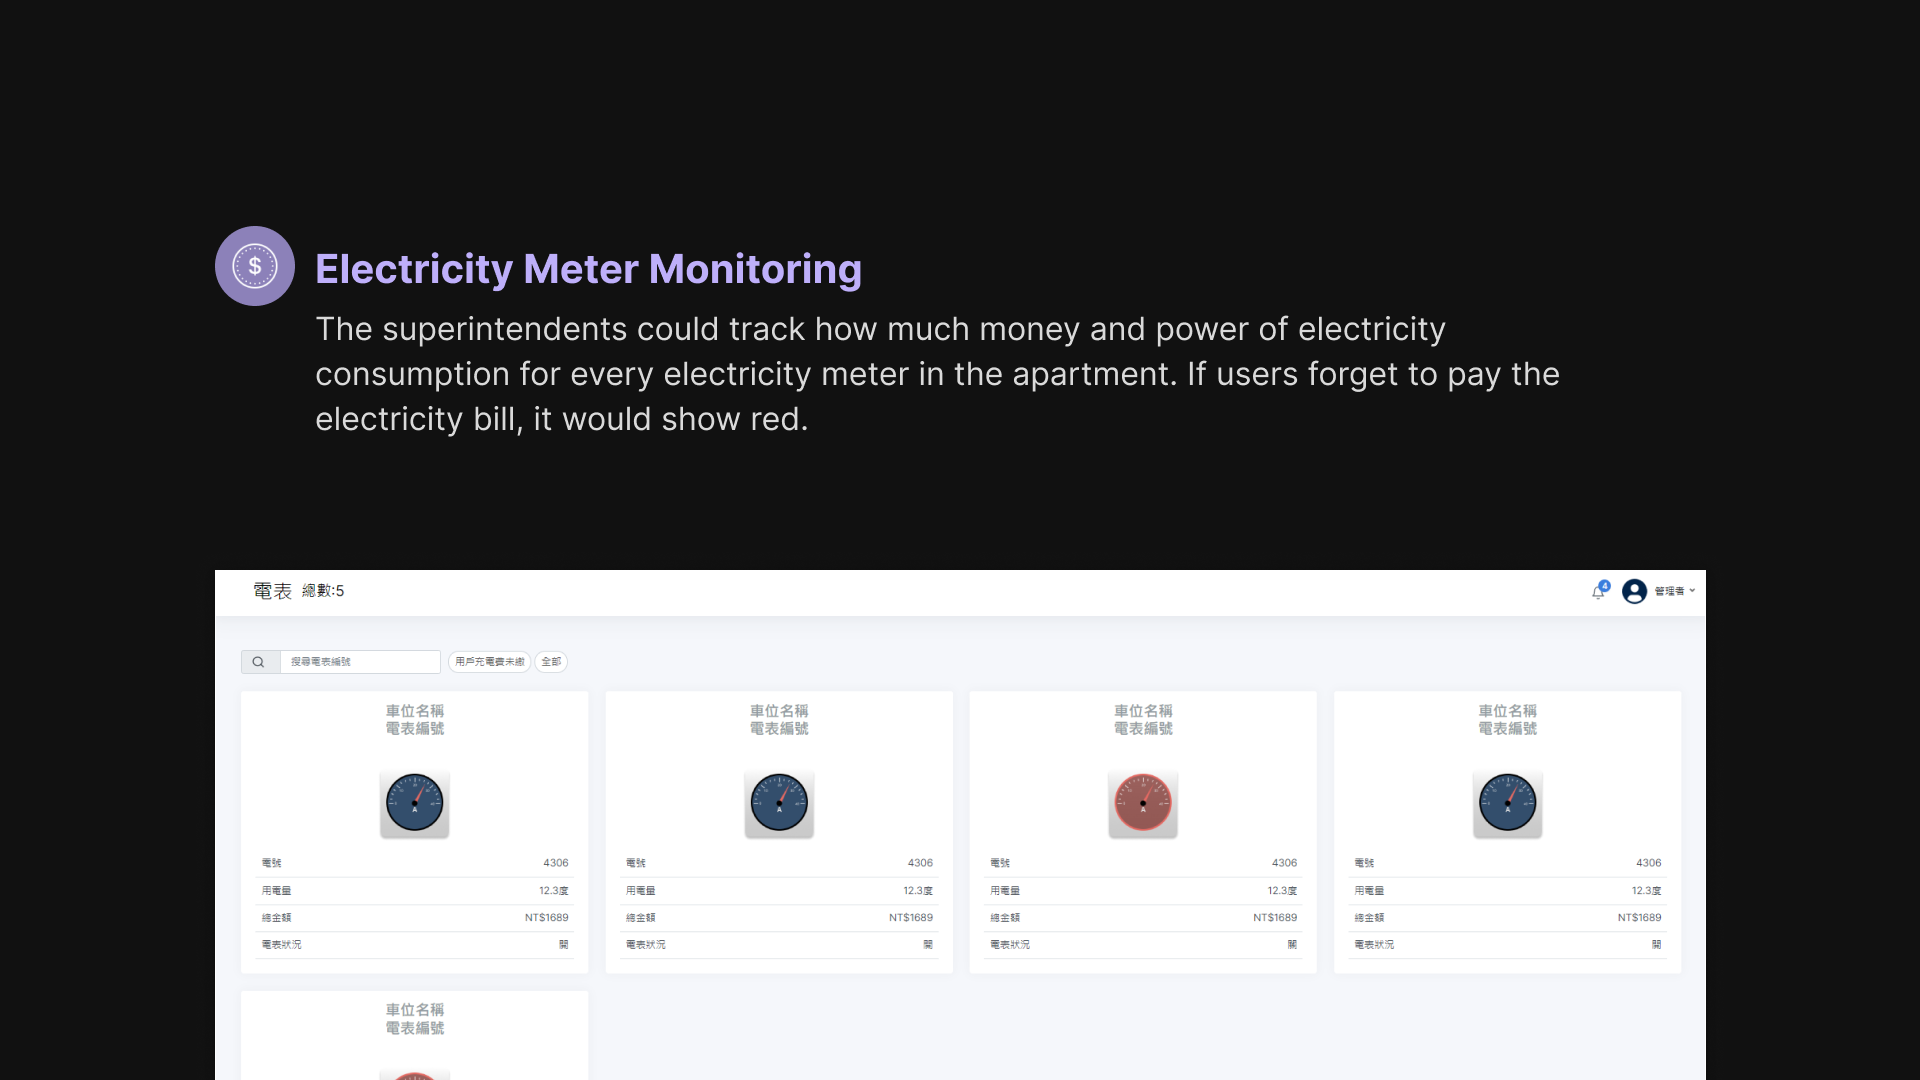 $
Electricity Meter Monitoring
The superintendents could track how much money and power of electricity
consumption for every electricity meter in the apartment. If users forget to pay the
electricity bill, it would show red.
電表 總數:5
4
管理者
搜尋電表編號
用戶充電費未繳
全部
車位名稱
電表編號
A
電號 4306
用電量 12.3度
總金額 NT$1689
電表狀況 開
車位名稱
電表編號
A
電號 4306
用電量 12.3度
總金額 NT$1689
電表狀況 開
車位名稱
電表編號
A
電號 4306
用電量 12.3度
總金額 NT$1689
電表狀況 關
車位名稱
電表編號
A
電號 4306
用電量 12.3度
總金額 NT$1689
電表狀況 開
車位名稱
電表編號